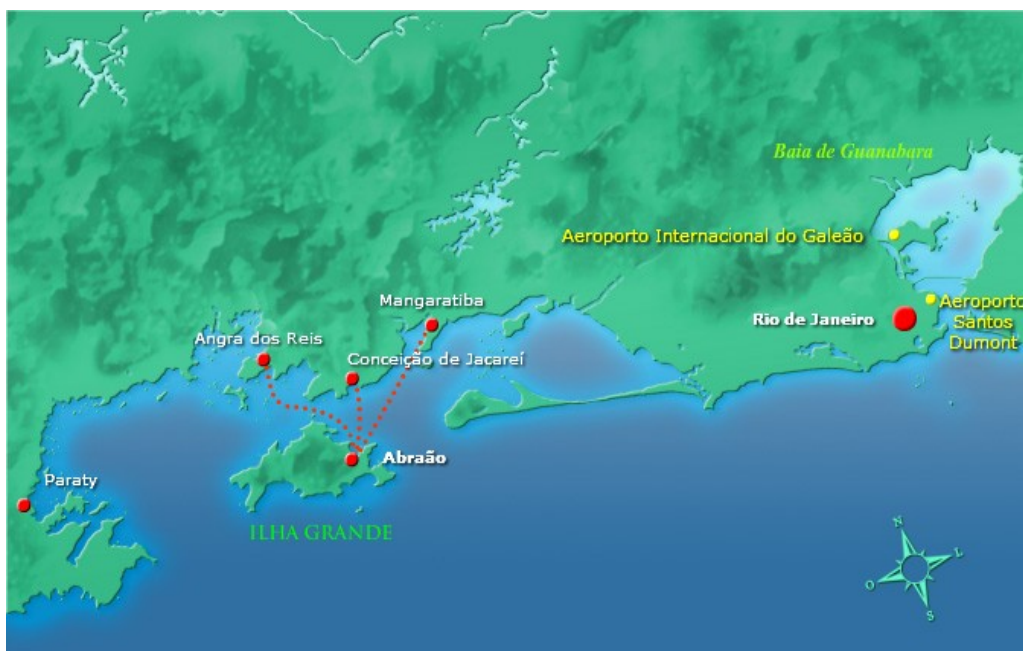 Baia de Guanabara
Aeroporto Internacional do Galeão
Mangaratiba
Aeroporto
Santos
Dumont
Rio de Janeiro
Angra dos Reis
Conceição de Jacareí
Abraão
Paraty
ILHA GRANDE
N
L
O
S